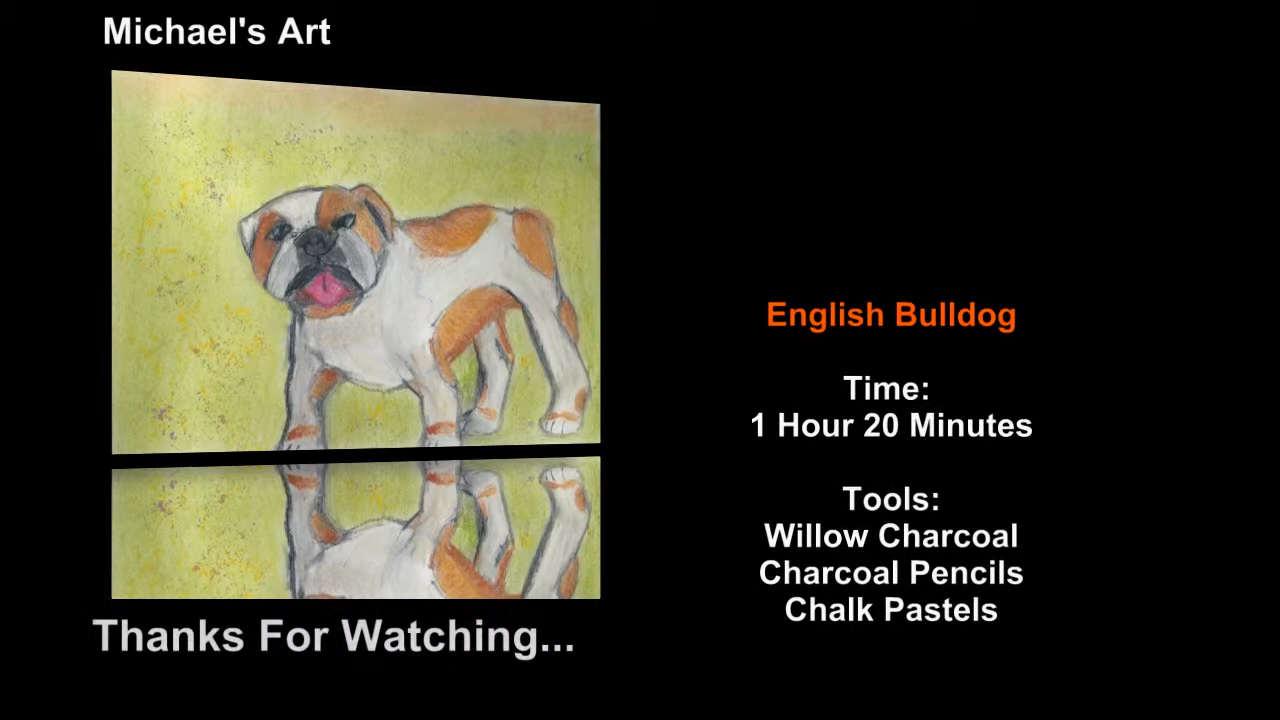 Michael's Art
English Bulldog
Time:
1 Hour 20 Minutes
Tools:
Willow Charcoal
Charcoal Pencils
Chalk Pastels
Thanks For Watching...